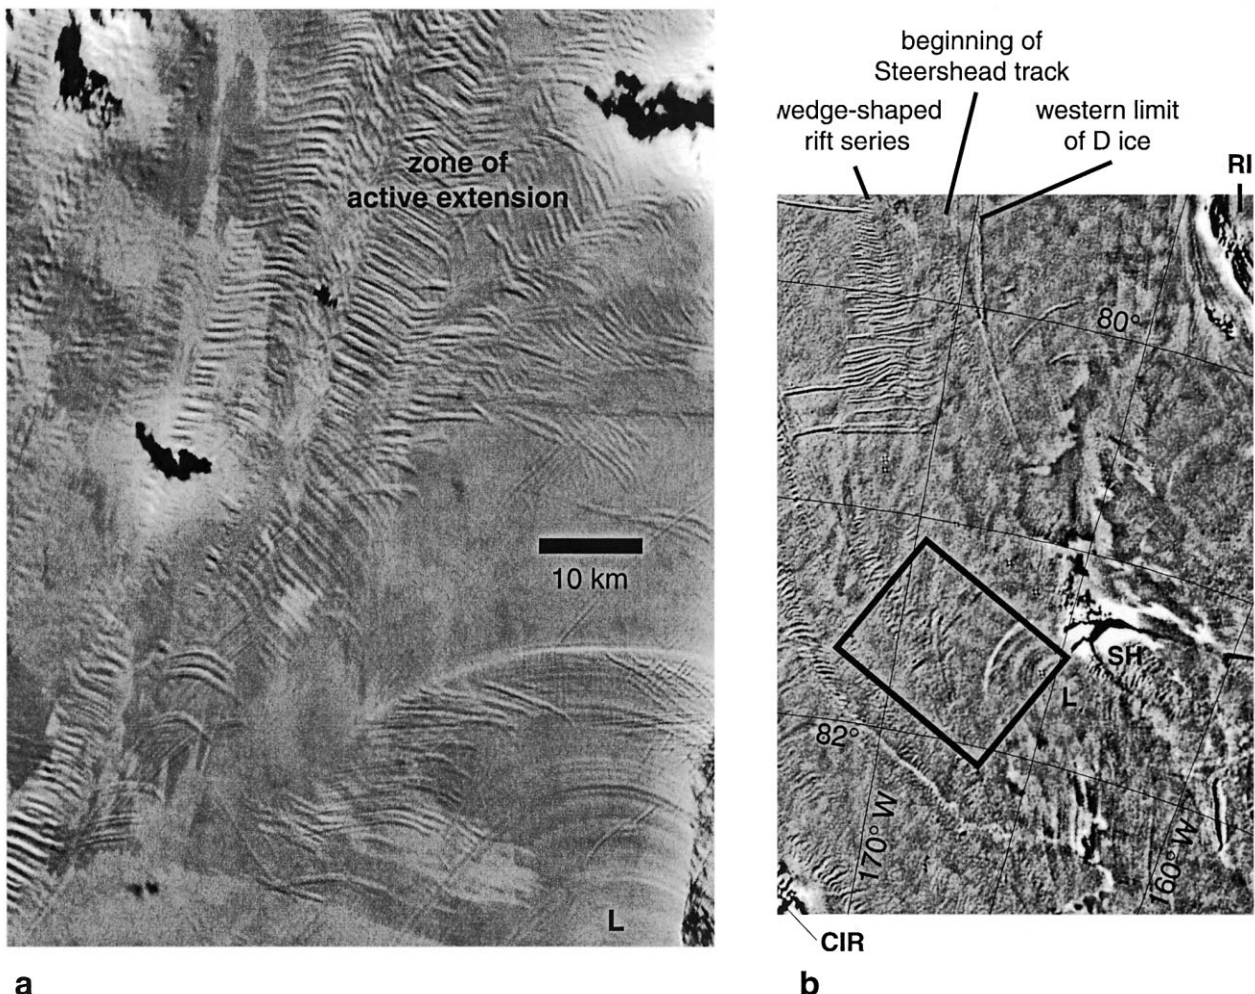 zone of
active extension
10 km
L
a
beginning of
Steershead track
wedge-shaped
rift series
western limit
of D ice
RI
80°
SH
L
82°
170° W
160° W
CIR
b